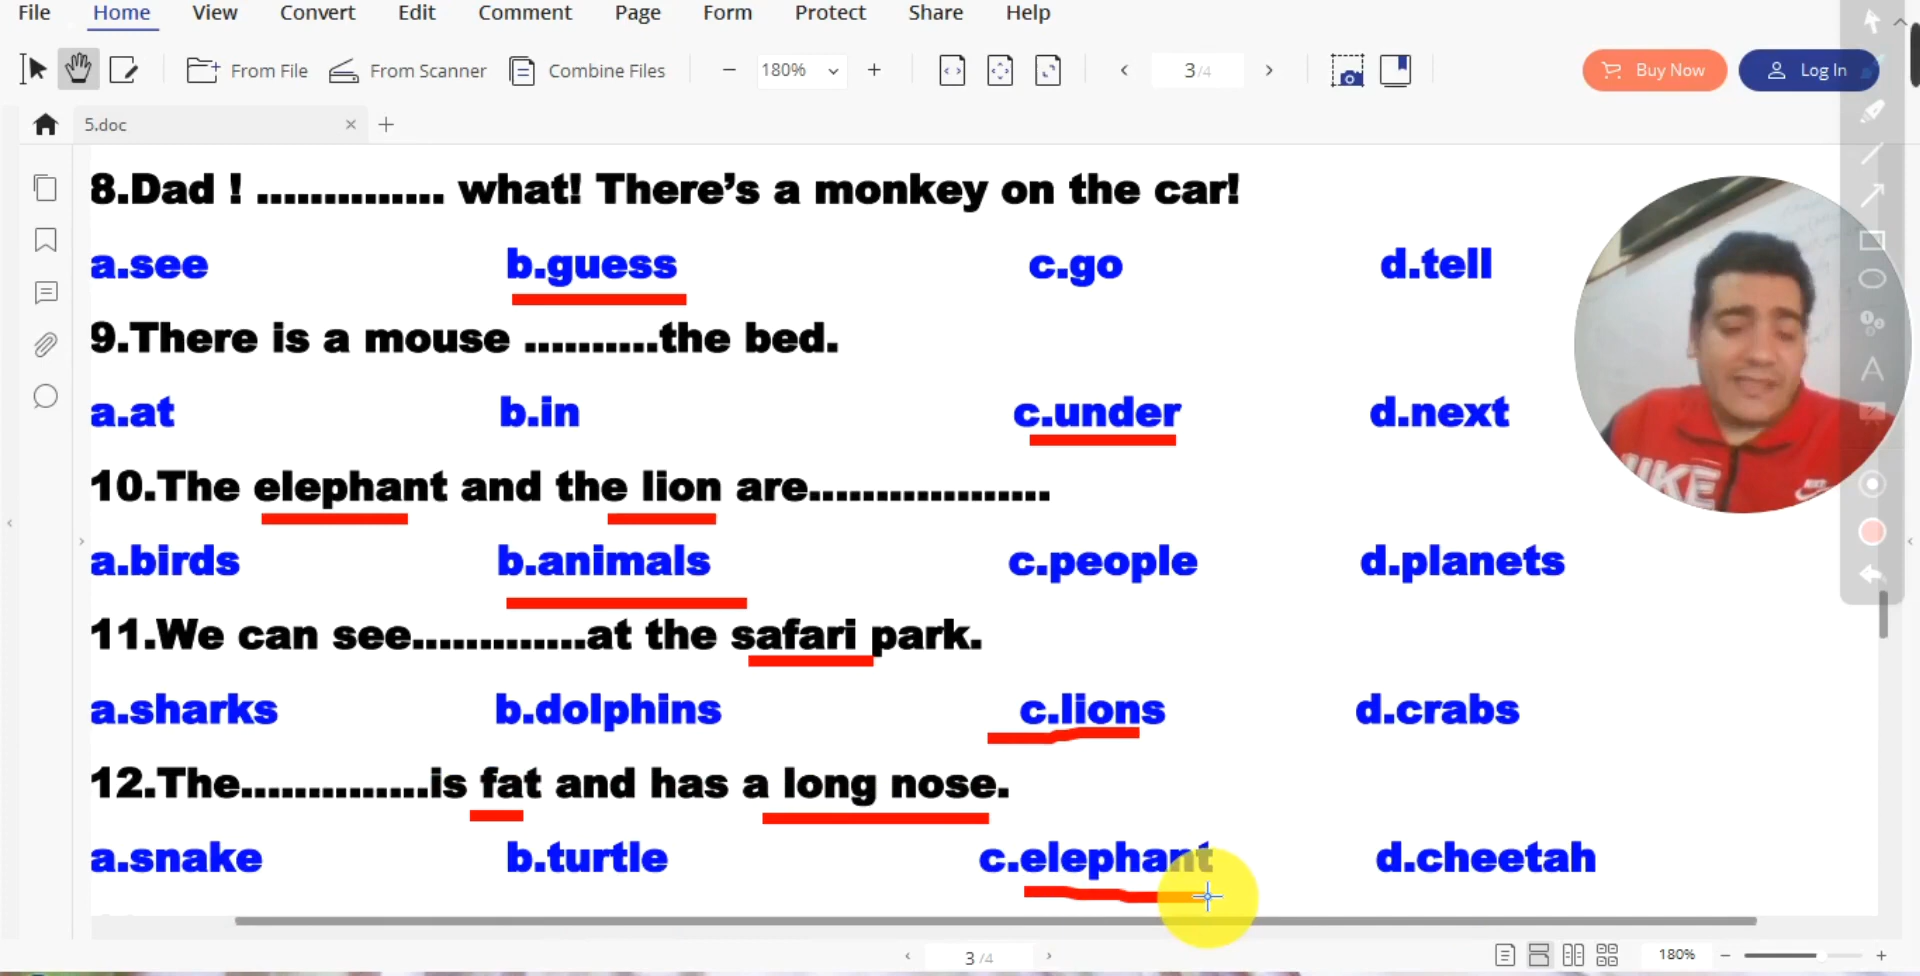 File Home View Convert Edit Comment Page Form Protect Share Help
From File From Scanner Combine Files 180% 3/4 Buy Now Log In
5.doc
8.Dad ! .............. what! There's a monkey on the car!
a.see b.guess c.go d.tell
9.There is a mouse ..........the bed.
a.at b.in c.under d.next
10.The elephant and the lion are..................
a.birds b.animals c.people d.planets
11.We can see.............at the safari park.
a.sharks b.dolphins c.lions d.crabs
12.The..............is fat and has a long nose.
a.snake b.turtle c.elephant d.cheetah
NIKE
3/4 180%